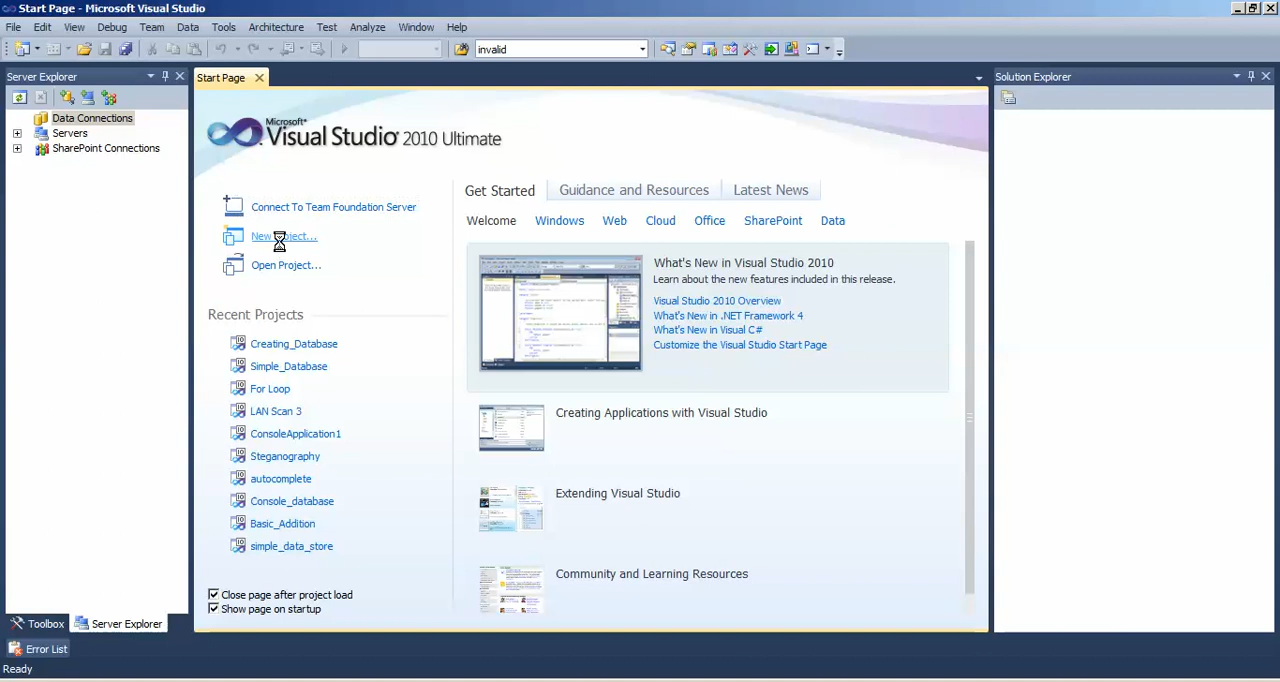 Start Page - Microsoft Visual Studio
File Edit View Debug Team Data Tools Architecture Test Analyze Window Help
invalid
Server Explorer
Data Connections
Servers
SharePoint Connections
Toolbox Server Explorer
Start Page
Microsoft
Visual Studio 2010 Ultimate
Connect To Team Foundation Server
New Project...
Open Project...
Recent Projects
Creating_Database
Simple_Database
For Loop
LAN Scan 3
ConsoleApplication1
Steganography
autocomplete
Console_database
Basic_Addition
simple_data_store
Close page after project load
Show page on startup
Get Started Guidance and Resources Latest News
Welcome Windows Web Cloud Office SharePoint Data
What's New in Visual Studio 2010
Learn about the new features included in this release.
Visual Studio 2010 Overview
What's New in .NET Framework 4
What's New in Visual C#
Customize the Visual Studio Start Page
Creating Applications with Visual Studio
Extending Visual Studio
Community and Learning Resources
Solution Explorer
Error List
Ready